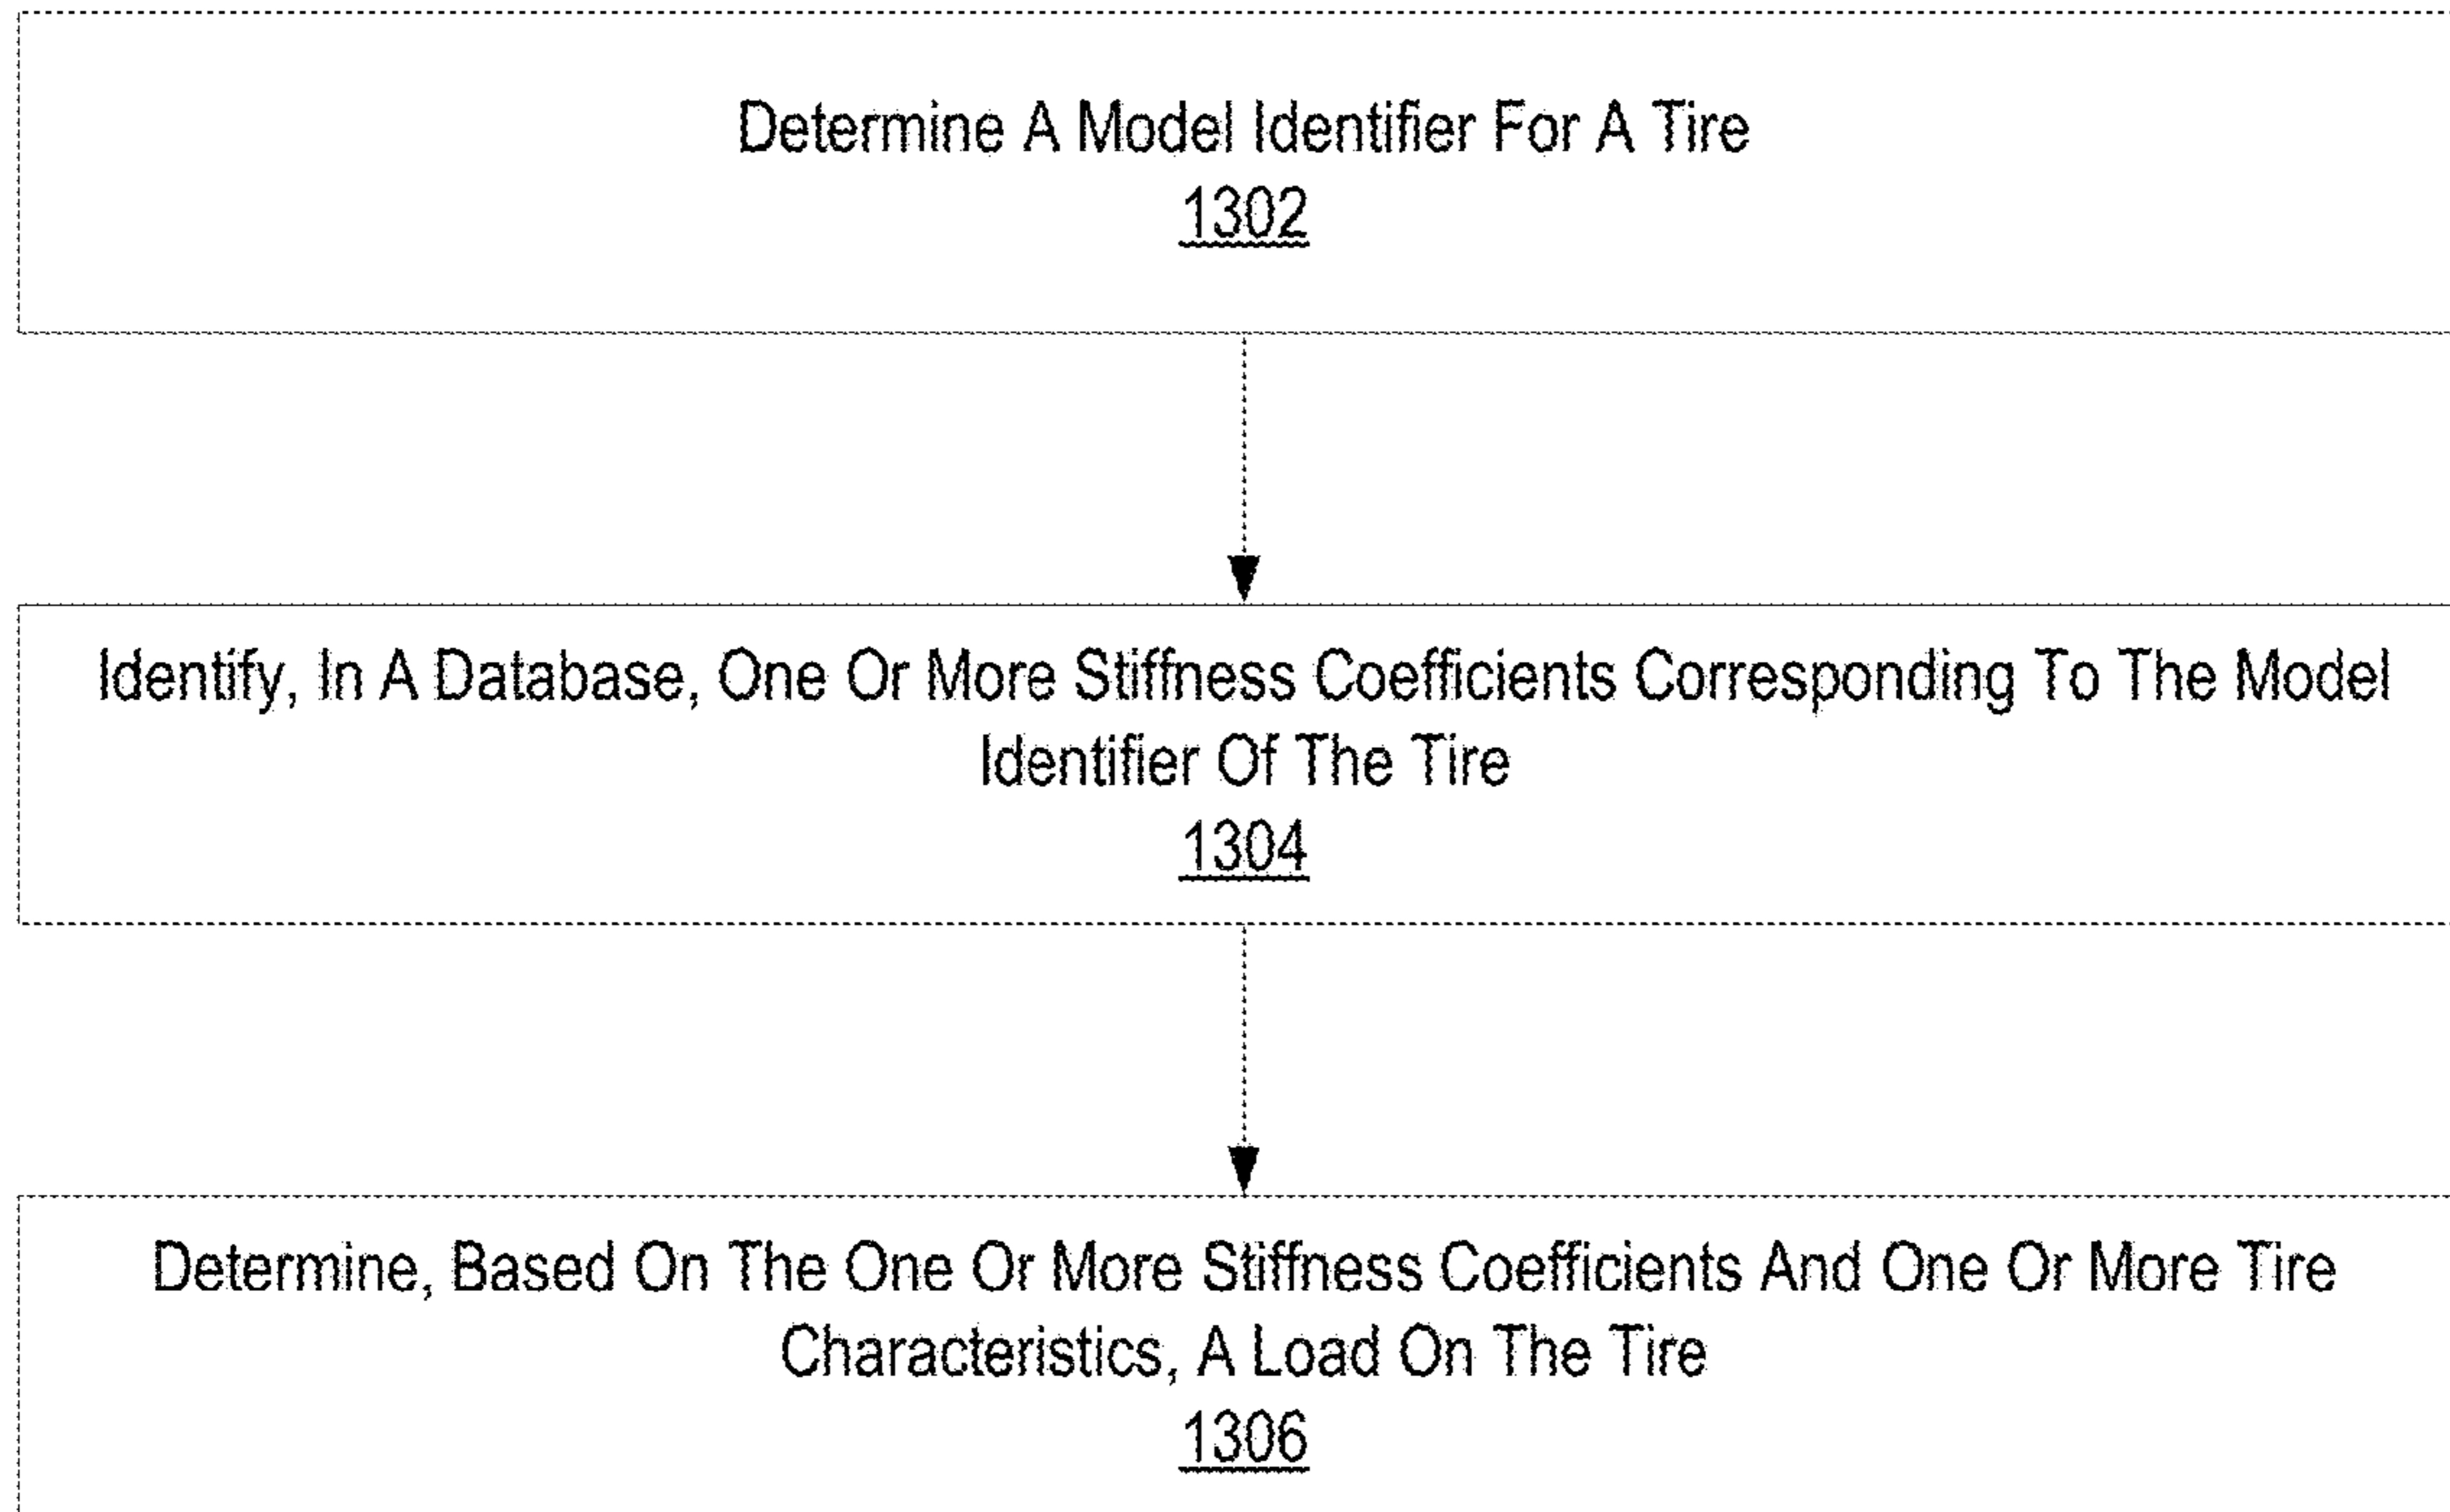 Determine A Model Identifier For A Tire
1302
Identify, In A Database, One Or More Stiffness Coefficients Corresponding To The Model
Identifier Of The Tire
1304
Determine, Based On The One Or More Stiffness Coefficients And One Or More Tire
Characteristics, A Load On The Tire
1306